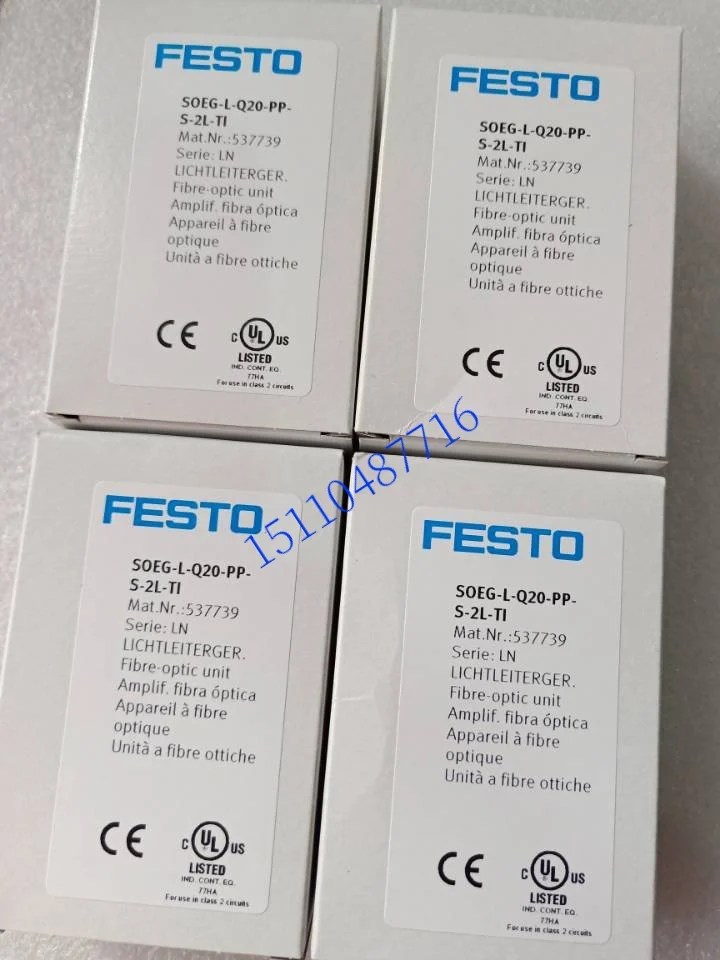 FESTO
SOEG-L-Q20-PP-
S-2L-TI
Mat.Nr.:537739
Serie: LN
LICHTLEITERGER.
Fibre-optic unit
Amplif. fibra óptica
Appareil à fibre
optique
Unità a fibre ottiche
CE
C UL US
LISTED
IND. CONT. EQ.
77HA
For use in class 2 circuits
FESTO
SOEG-L-Q20-PP-
S-2L-TI
Mat.Nr.:537739
Serie: LN
LICHTLEITERGER.
Fibre-optic unit
Amplif. fibra óptica
Appareil à fibre
optique
Unità a fibre ottiche
CE
C UL US
LISTED
IND. CONT. EQ.
77HA
For use in class 2 circuits
15110487716
FESTO
SOEG-L-Q20-PP-
S-2L-TI
Mat.Nr.:537739
Serie: LN
LICHTLEITERGER.
Fibre-optic unit
Amplif. fibra óptica
Appareil à fibre
optique
Unità a fibre ottiche
CE
C UL US
LISTED
IND. CONT. EQ.
77HA
For use in class 2 circuits
FESTO
SOEG-L-Q20-PP-
S-2L-TI
Mat.Nr.:537739
Serie: LN
LICHTLEITERGER.
Fibre-optic unit
Amplif. fibra óptica
Appareil à fibre
optique
Unità a fibre ottiche
CE
C UL US
LISTED
IND. CONT. EQ.
77HA
For use in class 2 circuits